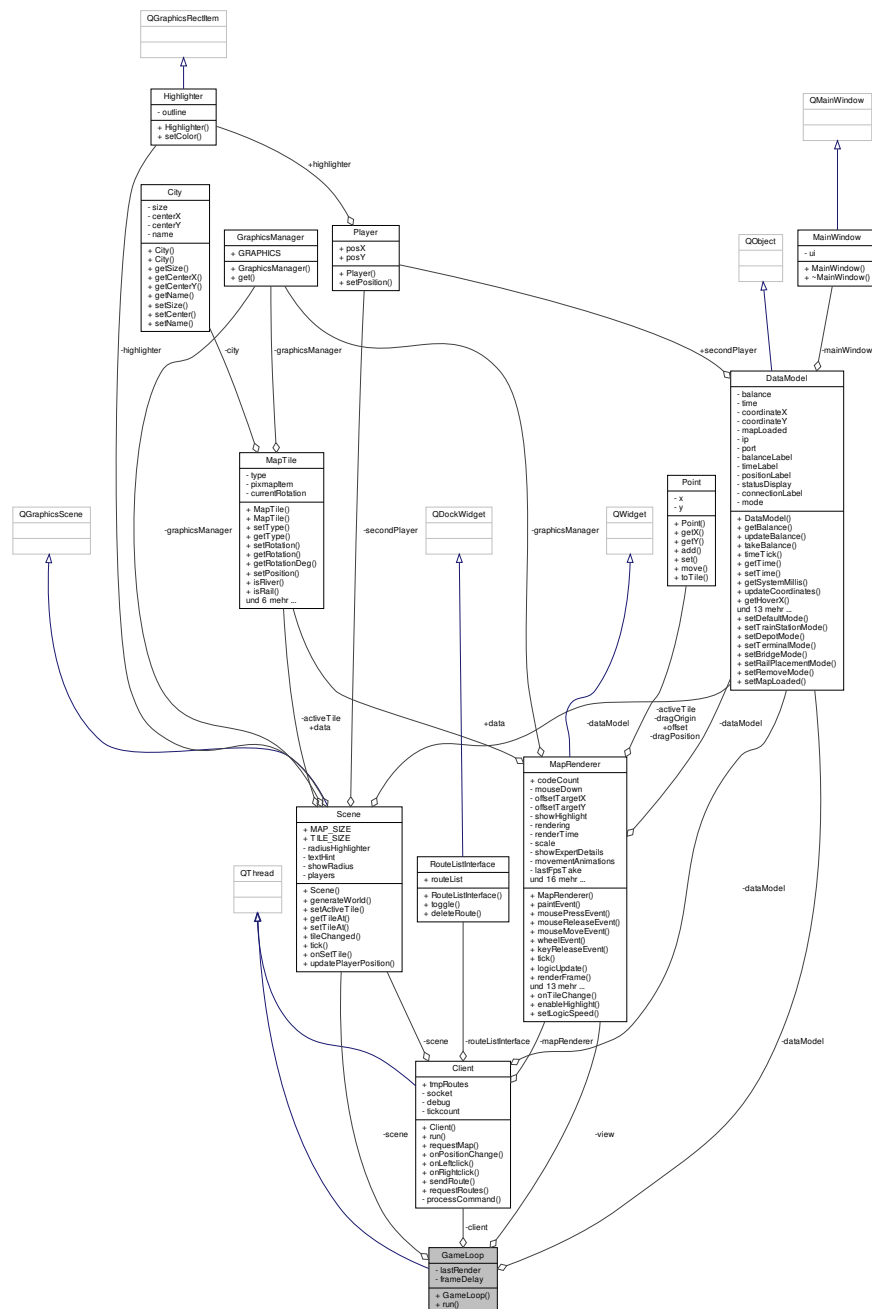 QGraphicsRectItem
Highlighter
- outline
+ Highlighter()
+ setColor()
QMainWindow
+highlighter
City
- size
- centerX
- centerY
- name
+ City()
+ City()
+ getSize()
+ getCenterX()
+ getCenterY()
+ getName()
+ setSize()
+ setCenter()
+ setName()
GraphicsManager
+ GRAPHICS
+ GraphicsManager()
+ get()
Player
+ posX
+ posY
+ Player()
+ setPosition()
QObject
MainWindow
- ui
+ MainWindow()
+ ~MainWindow()
-highlighter
-city
-graphicsManager
+secondPlayer
-mainWindow
DataModel
- balance
- time
- coordinateX
- coordinateY
- mapLoaded
- ip
- port
- balanceLabel
- timeLabel
- positionLabel
- statusDisplay
- connectionLabel
- mode
+ DataModel()
+ getBalance()
+ updateBalance()
+ takeBalance()
+ timeTick()
+ getTime()
+ setTime()
+ getSystemMillis()
+ updateCoordinates()
+ getHoverX()
und 13 mehr ...
+ setDefaultMode()
+ setTrainStationMode()
+ setDepotMode()
+ setTerminalMode()
+ setBridgeMode()
+ setRailPlacementMode()
+ setRemoveMode()
+ setMapLoaded()
MapTile
- type
- pixmapItem
- currentRotation
+ MapTile()
+ MapTile()
+ setType()
+ getType()
+ setRotation()
+ getRotation()
+ getRotationDeg()
+ setPosition()
+ isRiver()
+ isRail()
und 6 mehr ...
Point
- x
- y
+ Point()
+ getX()
+ getY()
+ add()
+ set()
+ move()
+ toTile()
QGraphicsScene
-graphicsManager
-secondPlayer
QDockWidget
-graphicsManager
QWidget
-activeTile
+data
+data
-dataModel
-activeTile
-dragOrigin
+offset
-dragPosition
-dataModel
MapRenderer
+ codeCount
- mouseDown
- offsetTargetX
- offsetTargetY
- showHighlight
- rendering
- renderTime
- scale
- showExpertDetails
- movementAnimations
- lastFpsTake
und 16 mehr ...
+ MapRenderer()
+ paintEvent()
+ mousePressEvent()
+ mouseReleaseEvent()
+ mouseMoveEvent()
+ wheelEvent()
+ keyReleaseEvent()
+ tick()
+ logicUpdate()
+ renderFrame()
und 13 mehr ...
+ onTileChange()
+ enableHighlight()
+ setLogicSpeed()
Scene
+ MAP_SIZE
+ TILE_SIZE
- radiusHighlighter
- textHint
- showRadius
- players
+ Scene()
+ generateWorld()
+ setActiveTile()
+ getTileAt()
+ setTileAt()
+ tileChanged()
+ tick()
+ onSetTile()
+ updatePlayerPosition()
RouteListInterface
+ routeList
+ RouteListInterface()
+ toggle()
+ deleteRoute()
QThread
-dataModel
-scene
-routeListInterface
-mapRenderer
-dataModel
Client
+ tmpRoutes
- socket
- debug
- tickcount
+ Client()
+ run()
+ requestMap()
+ onPositionChange()
+ onLeftclick()
+ onRightclick()
+ sendRoute()
+ requestRoutes()
- processCommand()
-scene
-view
-client
GameLoop
- lastRender
- frameDelay
+ GameLoop()
+ run()